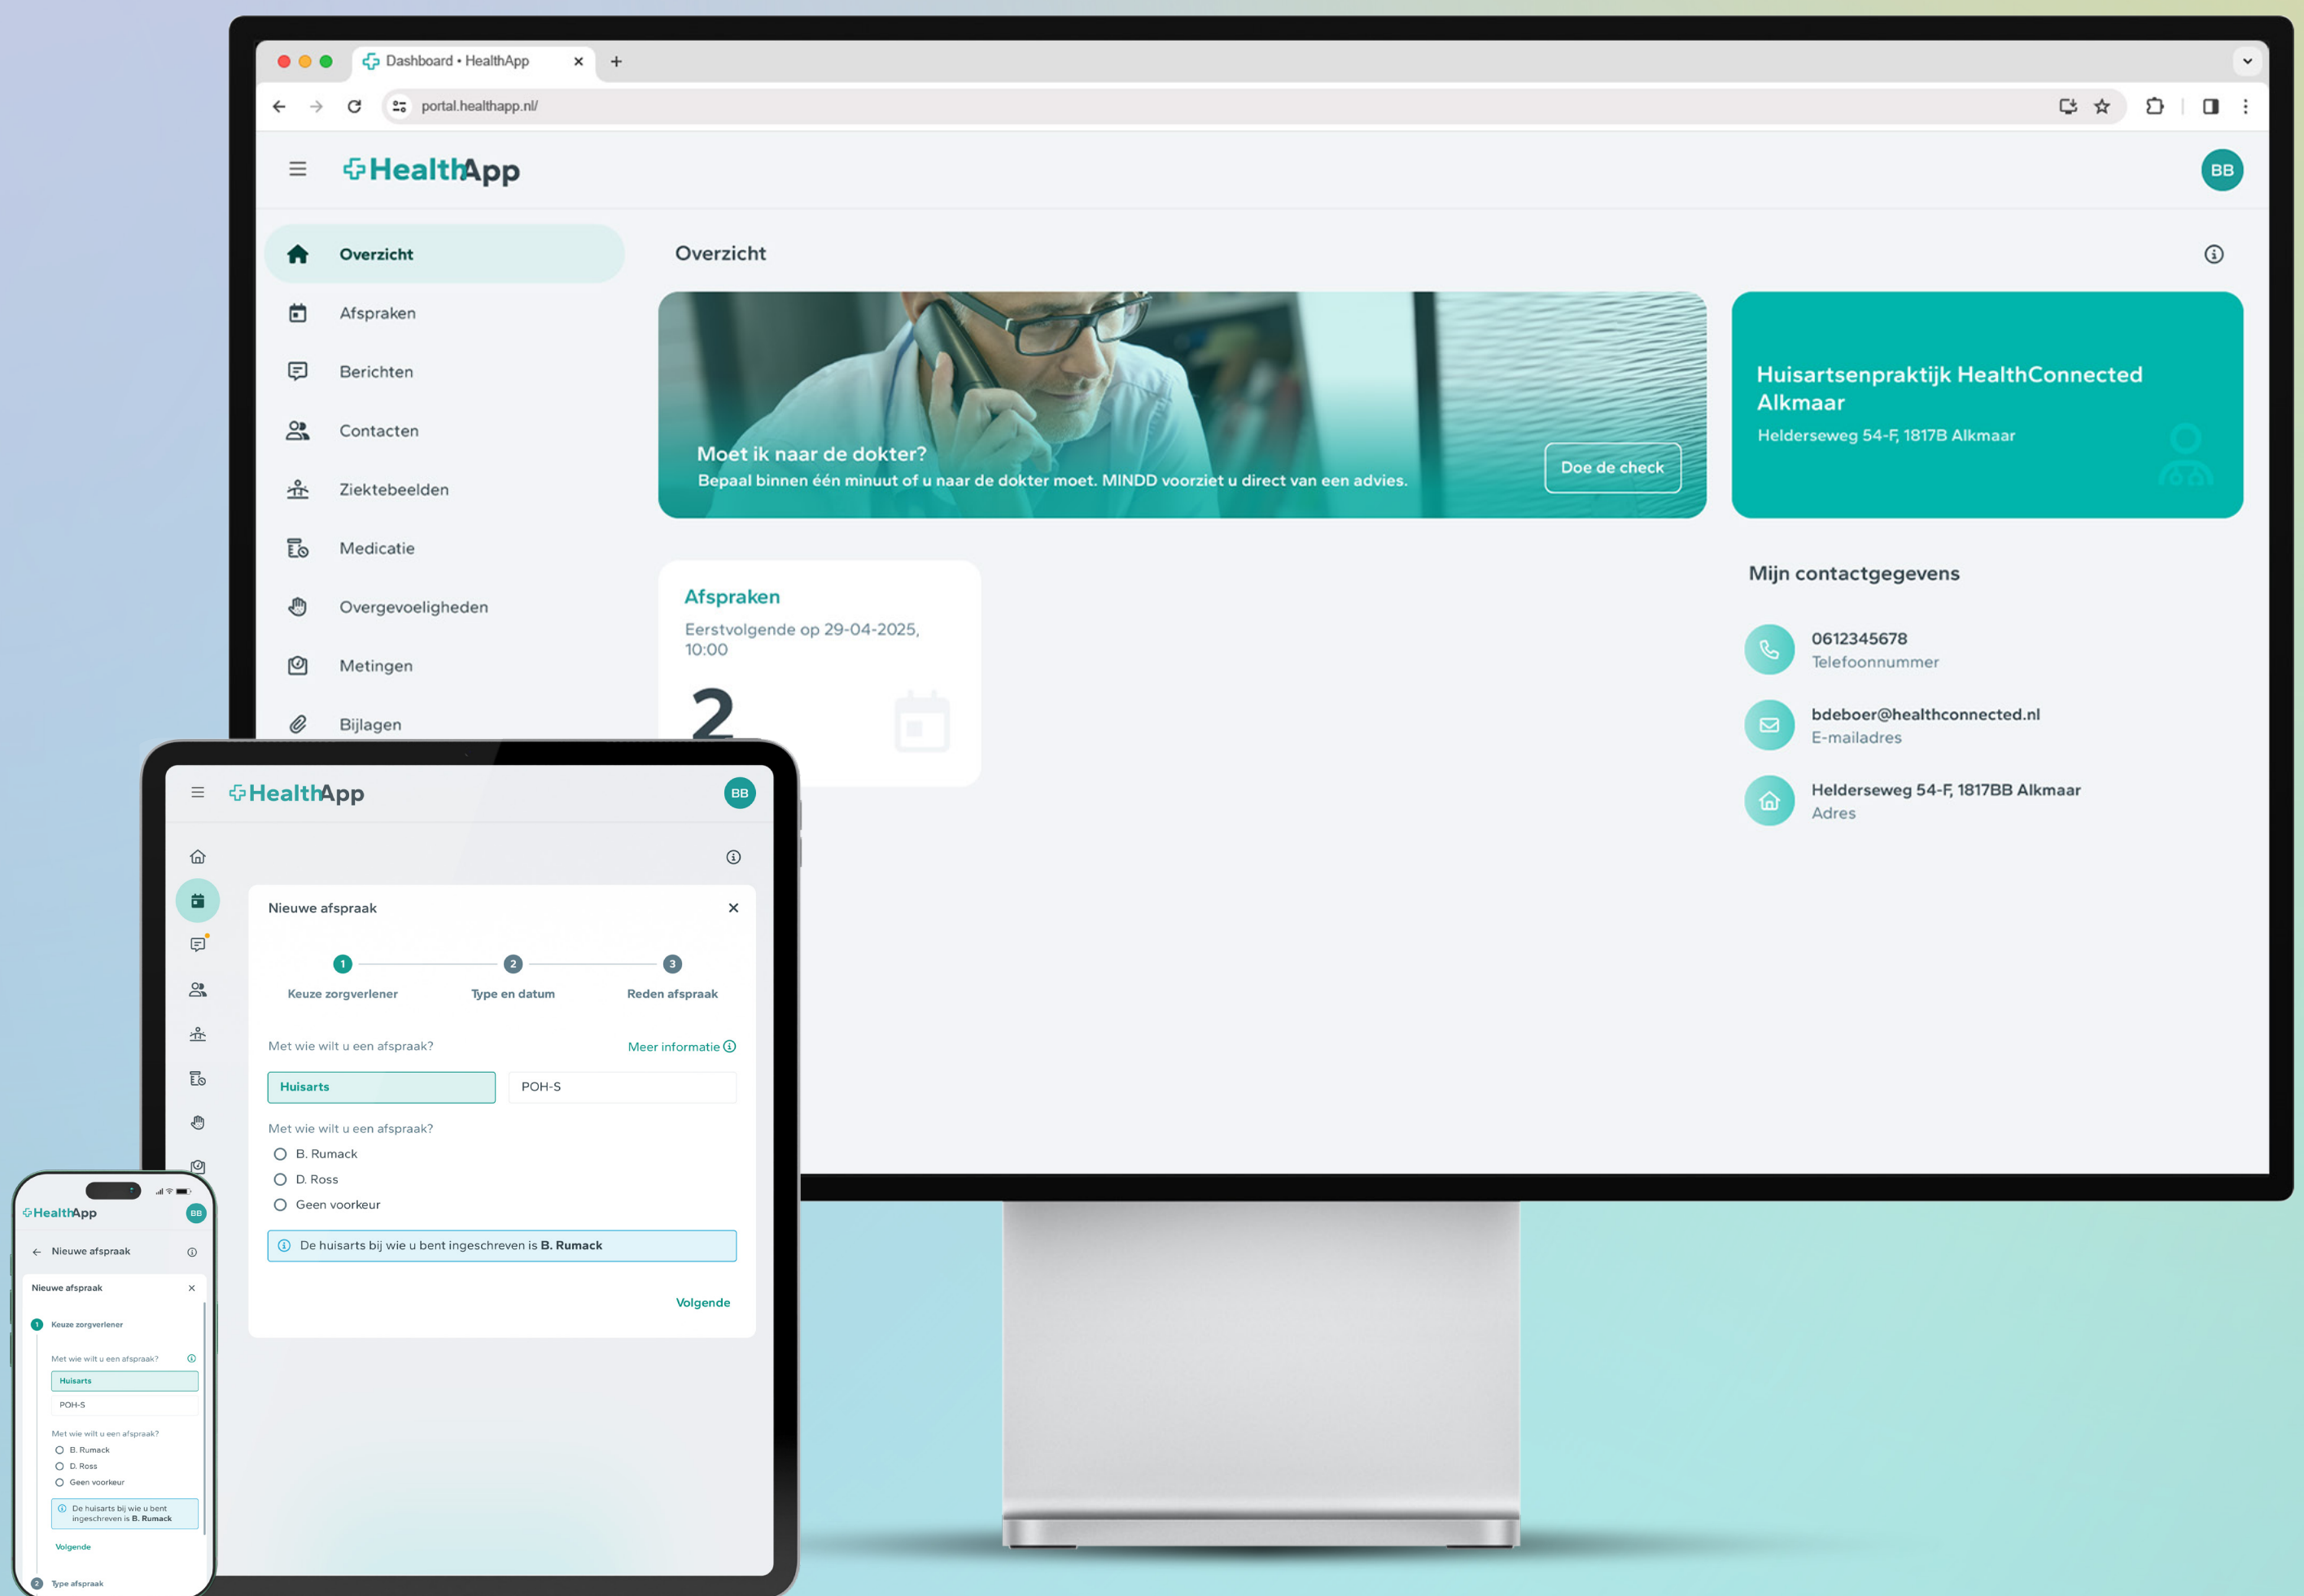 Dashboard • HealthApp
portal.healthapp.nl/
HealthApp
BB
Overzicht
Afspraken
Berichten
Contacten
Ziektebeelden
Medicatie
Overgevoeligheden
Metingen
Bijlagen
Overzicht
Moet ik naar de dokter?
Bepaal binnen één minuut of u naar de dokter moet. MINDD voorziet u direct van een advies.
Doe de check
Huisartsenpraktijk HealthConnected
Alkmaar
Helderseweg 54-F, 1817B Alkmaar
Afspraken
Eerstvolgende op 29-04-2025,
10:00
2
Mijn contactgegevens
0612345678
Telefoonnummer
bdeboer@healthconnected.nl
E-mailadres
Helderseweg 54-F, 1817BB Alkmaar
Adres
HealthApp
BB
Nieuwe afspraak
1
2
3
Keuze zorgverlener
Type en datum
Reden afspraak
Met wie wilt u een afspraak?
Meer informatie
Huisarts
POH-S
Met wie wilt u een afspraak?
B. Rumack
D. Ross
Geen voorkeur
De huisarts bij wie u bent ingeschreven is B. Rumack
Volgende
HealthApp
BB
Nieuwe afspraak
Nieuwe afspraak
1 Keuze zorgverlener
Met wie wilt u een afspraak?
Huisarts
POH-S
Met wie wilt u een afspraak?
B. Rumack
D. Ross
Geen voorkeur
De huisarts bij wie u bent
ingeschreven is B. Rumack
Volgende
2 Type afspraak